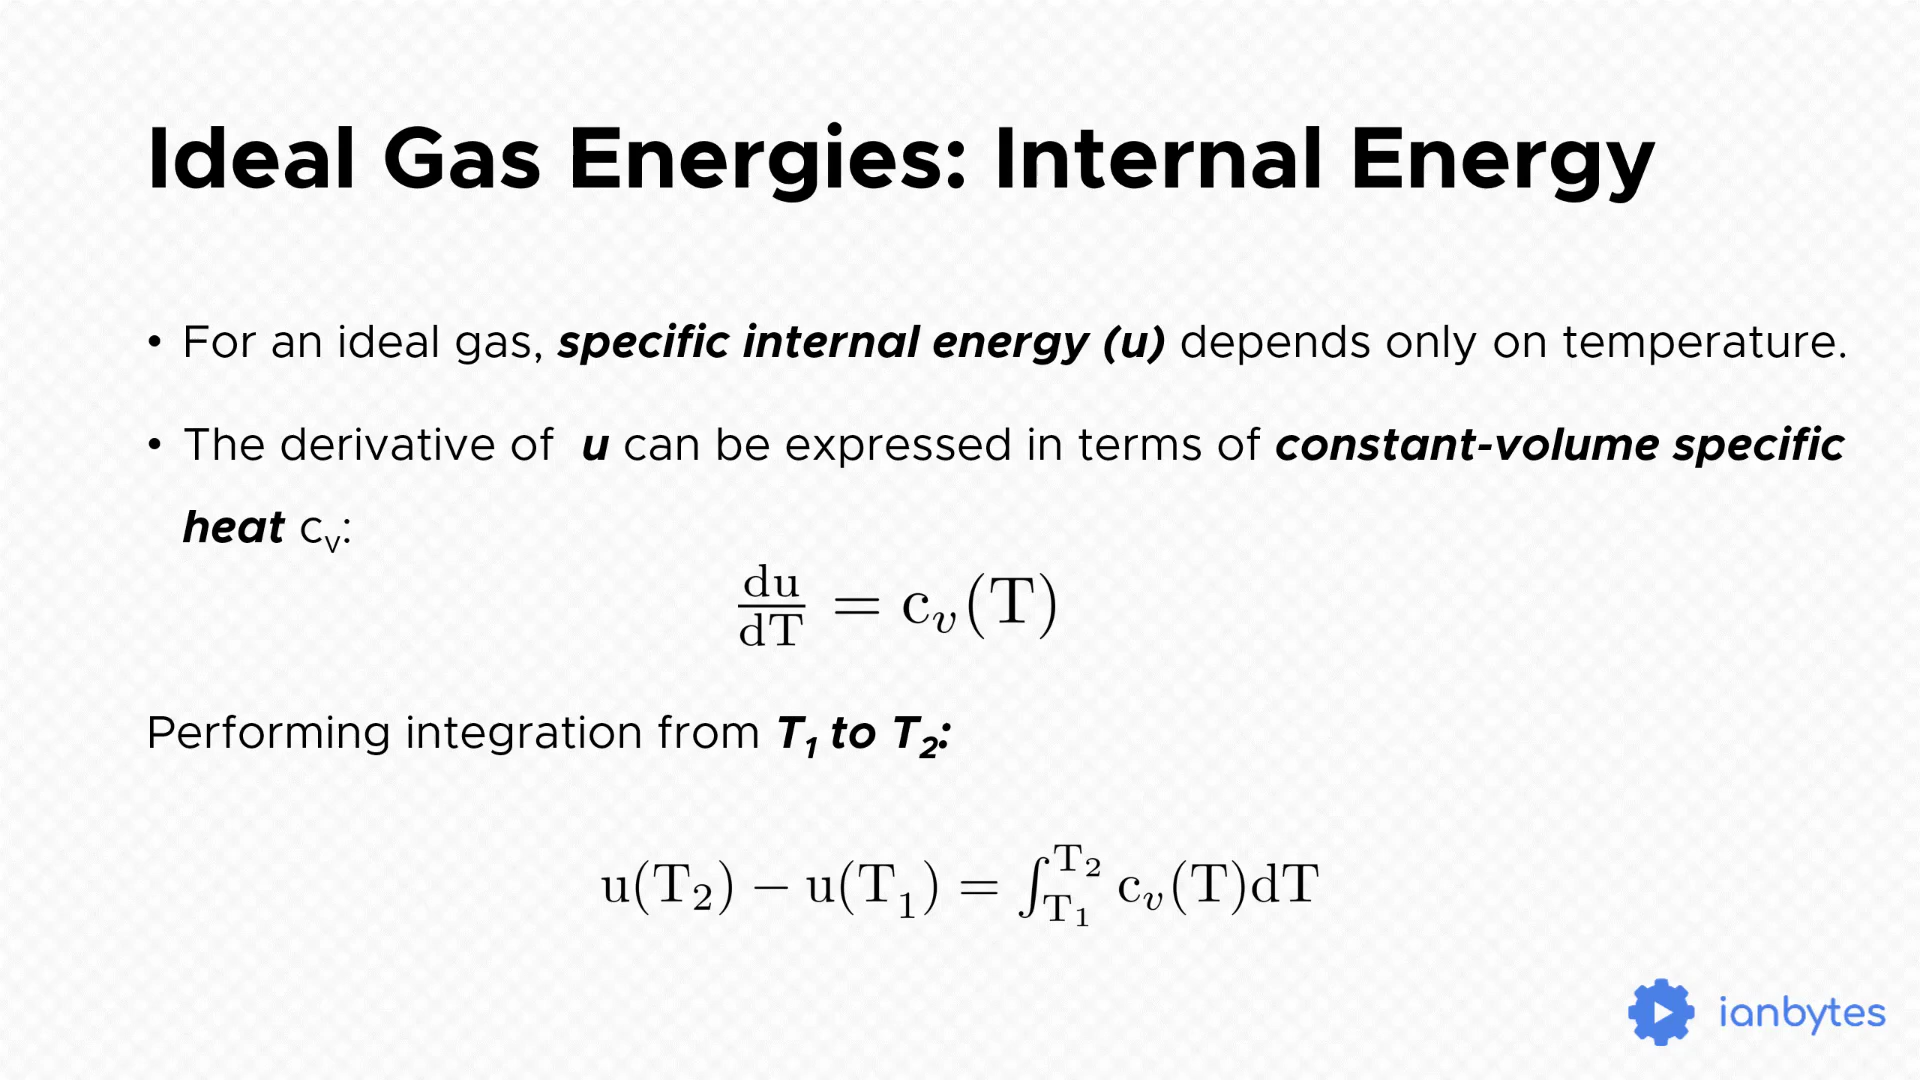 Ideal Gas Energies: Internal Energy
• For an ideal gas, specific internal energy (u) depends only on temperature.
• The derivative of u can be expressed in terms of constant-volume specific
heat cᵥ:
du/dT = cᵥ(T)
Performing integration from T₁ to T₂:
u(T₂) − u(T₁) = ∫_{T₁}^{T₂} cᵥ(T)dT
ianbytes